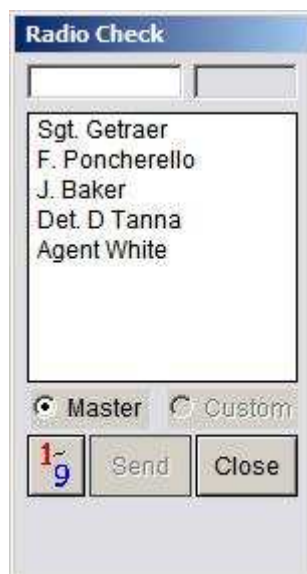 Radio Check
Sgt. Getraer
F. Poncherello
J. Baker
Det. D Tanna
Agent White
Master Custom
1~9 Send Close